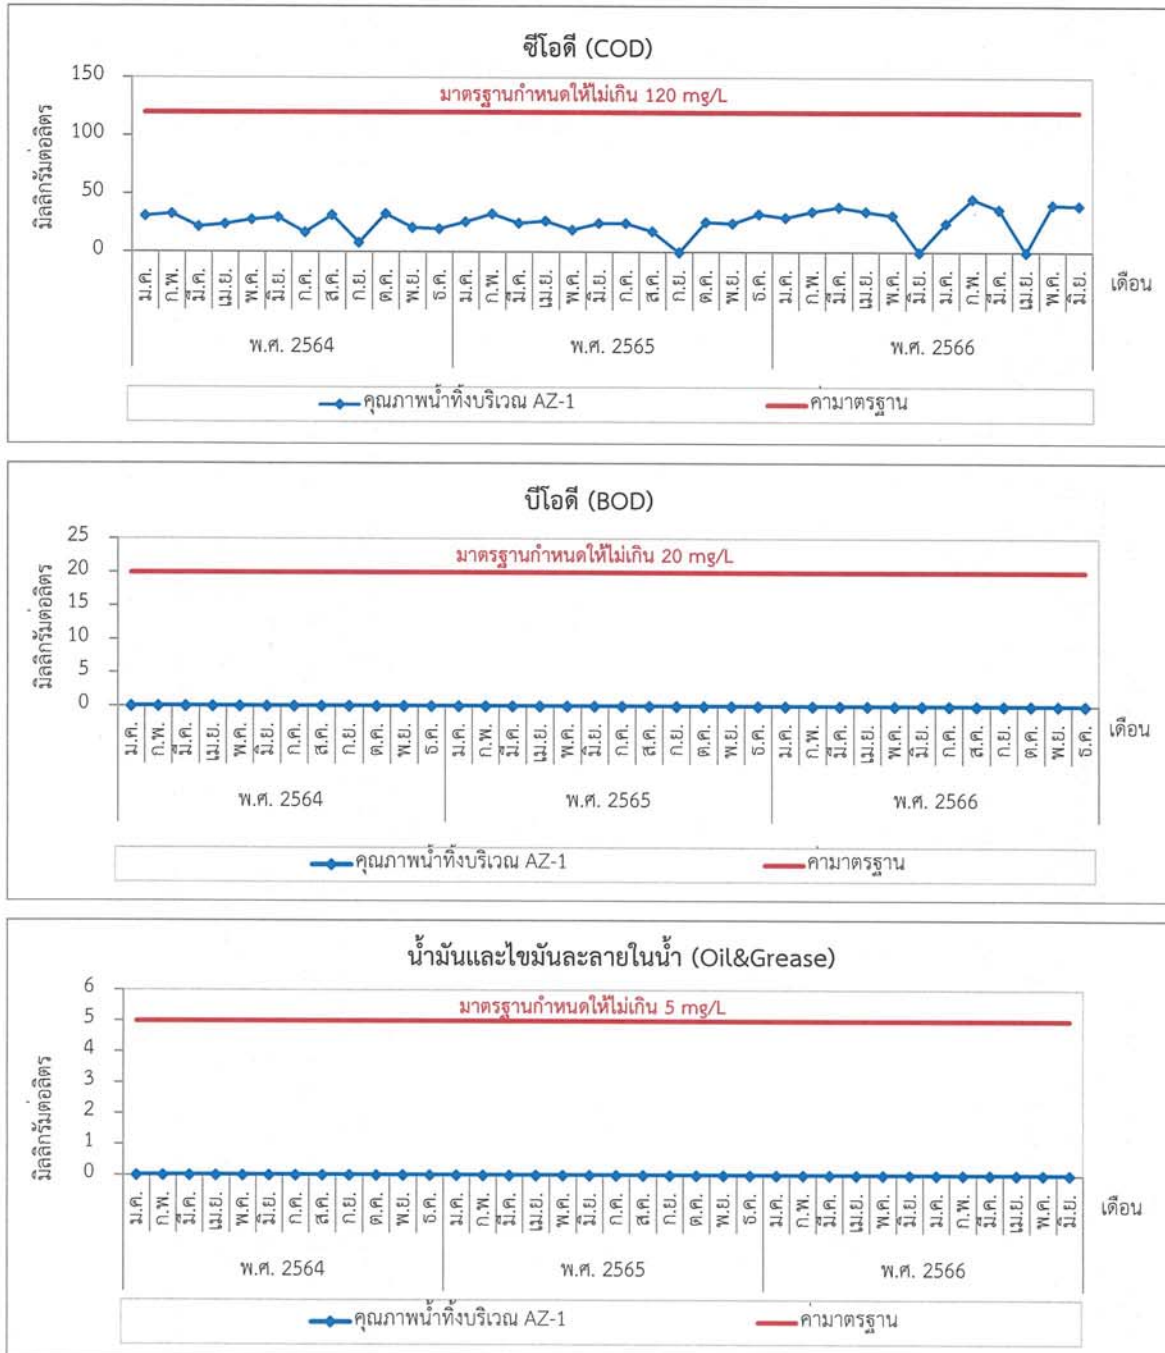 ซีโอดี (COD)
มิลลิกรัมต่อลิตร
150
100
50
0
มาตรฐานกำหนดให้ไม่เกิน 120 mg/L
ม.ค. ก.พ. มี.ค. เม.ย. พ.ค. มิ.ย. ก.ค. ส.ค. ก.ย. ต.ค. พ.ย. ธ.ค. ม.ค. ก.พ. มี.ค. เม.ย. พ.ค. มิ.ย. ก.ค. ส.ค. ก.ย. ต.ค. พ.ย. ธ.ค. ม.ค. ก.พ. มี.ค. เม.ย. พ.ค. มิ.ย. ม.ค. ก.พ. มี.ค. เม.ย. พ.ค. มิ.ย.
เดือน
พ.ศ. 2564 พ.ศ. 2565 พ.ศ. 2566
คุณภาพน้ำทิ้งบริเวณ AZ-1 ค่ามาตรฐาน
บีโอดี (BOD)
มิลลิกรัมต่อลิตร
25
20
15
10
5
0
มาตรฐานกำหนดให้ไม่เกิน 20 mg/L
ม.ค. ก.พ. มี.ค. เม.ย. พ.ค. มิ.ย. ก.ค. ส.ค. ก.ย. ต.ค. พ.ย. ธ.ค. ม.ค. ก.พ. มี.ค. เม.ย. พ.ค. มิ.ย. ก.ค. ส.ค. ก.ย. ต.ค. พ.ย. ธ.ค. ม.ค. ก.พ. มี.ค. เม.ย. พ.ค. มิ.ย. ก.ค. ส.ค. ก.ย. ต.ค. พ.ย. ธ.ค.
เดือน
พ.ศ. 2564 พ.ศ. 2565 พ.ศ. 2566
คุณภาพน้ำทิ้งบริเวณ AZ-1 ค่ามาตรฐาน
น้ำมันและไขมันละลายในน้ำ (Oil&Grease)
มิลลิกรัมต่อลิตร
6
5
4
3
2
1
0
มาตรฐานกำหนดให้ไม่เกิน 5 mg/L
ม.ค. ก.พ. มี.ค. เม.ย. พ.ค. มิ.ย. ก.ค. ส.ค. ก.ย. ต.ค. พ.ย. ธ.ค. ม.ค. ก.พ. มี.ค. เม.ย. พ.ค. มิ.ย. ก.ค. ส.ค. ก.ย. ต.ค. พ.ย. ธ.ค. ม.ค. ก.พ. มี.ค. เม.ย. พ.ค. มิ.ย. ม.ค. ก.พ. มี.ค. เม.ย. พ.ค. มิ.ย.
เดือน
พ.ศ. 2564 พ.ศ. 2565 พ.ศ. 2566
คุณภาพน้ำทิ้งบริเวณ AZ-1 ค่ามาตรฐาน